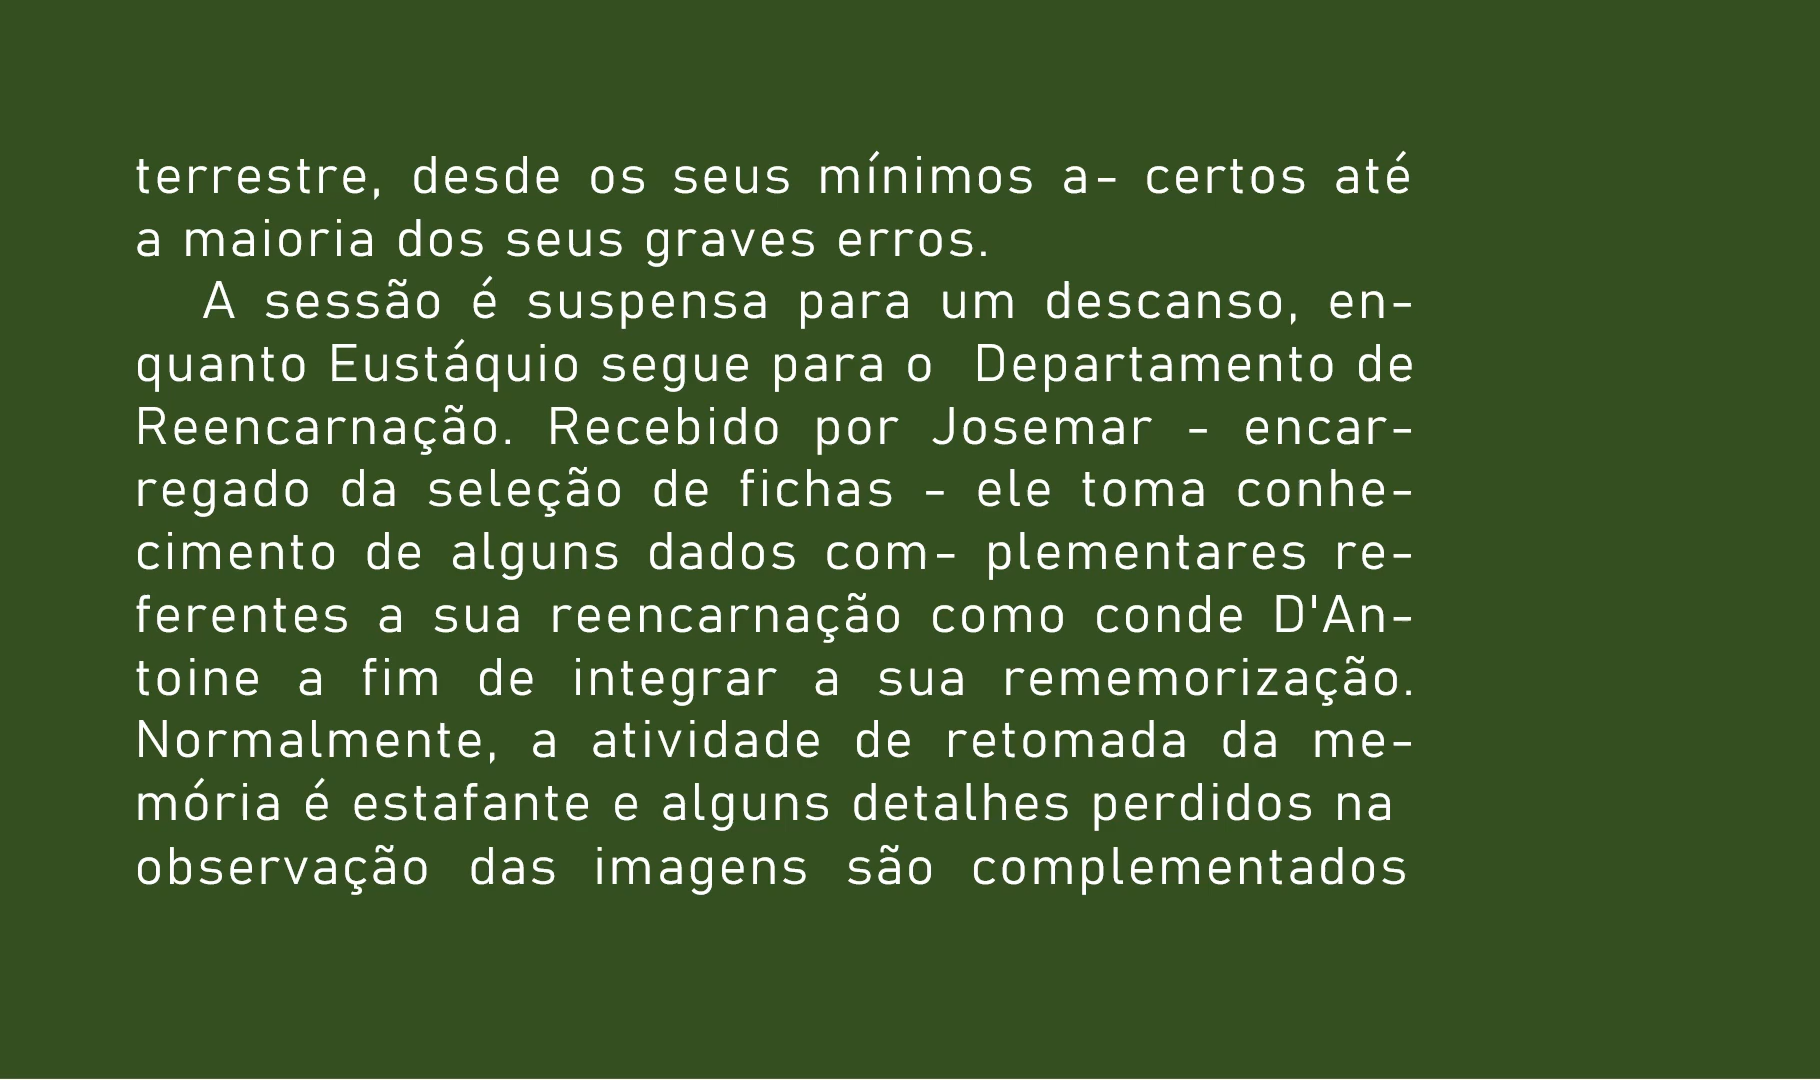 terrestre, desde os seus mínimos a- certos até
a maioria dos seus graves erros.
A sessão é suspensa para um descanso, en-
quanto Eustáquio segue para o Departamento de
Reencarnação. Recebido por Josemar - encar-
regado da seleção de fichas - ele toma conhe-
cimento de alguns dados com- plementares re-
ferentes a sua reencarnação como conde D'An-
toine a fim de integrar a sua rememorização.
Normalmente, a atividade de retomada da me-
mória é estafante e alguns detalhes perdidos na
observação das imagens são complementados